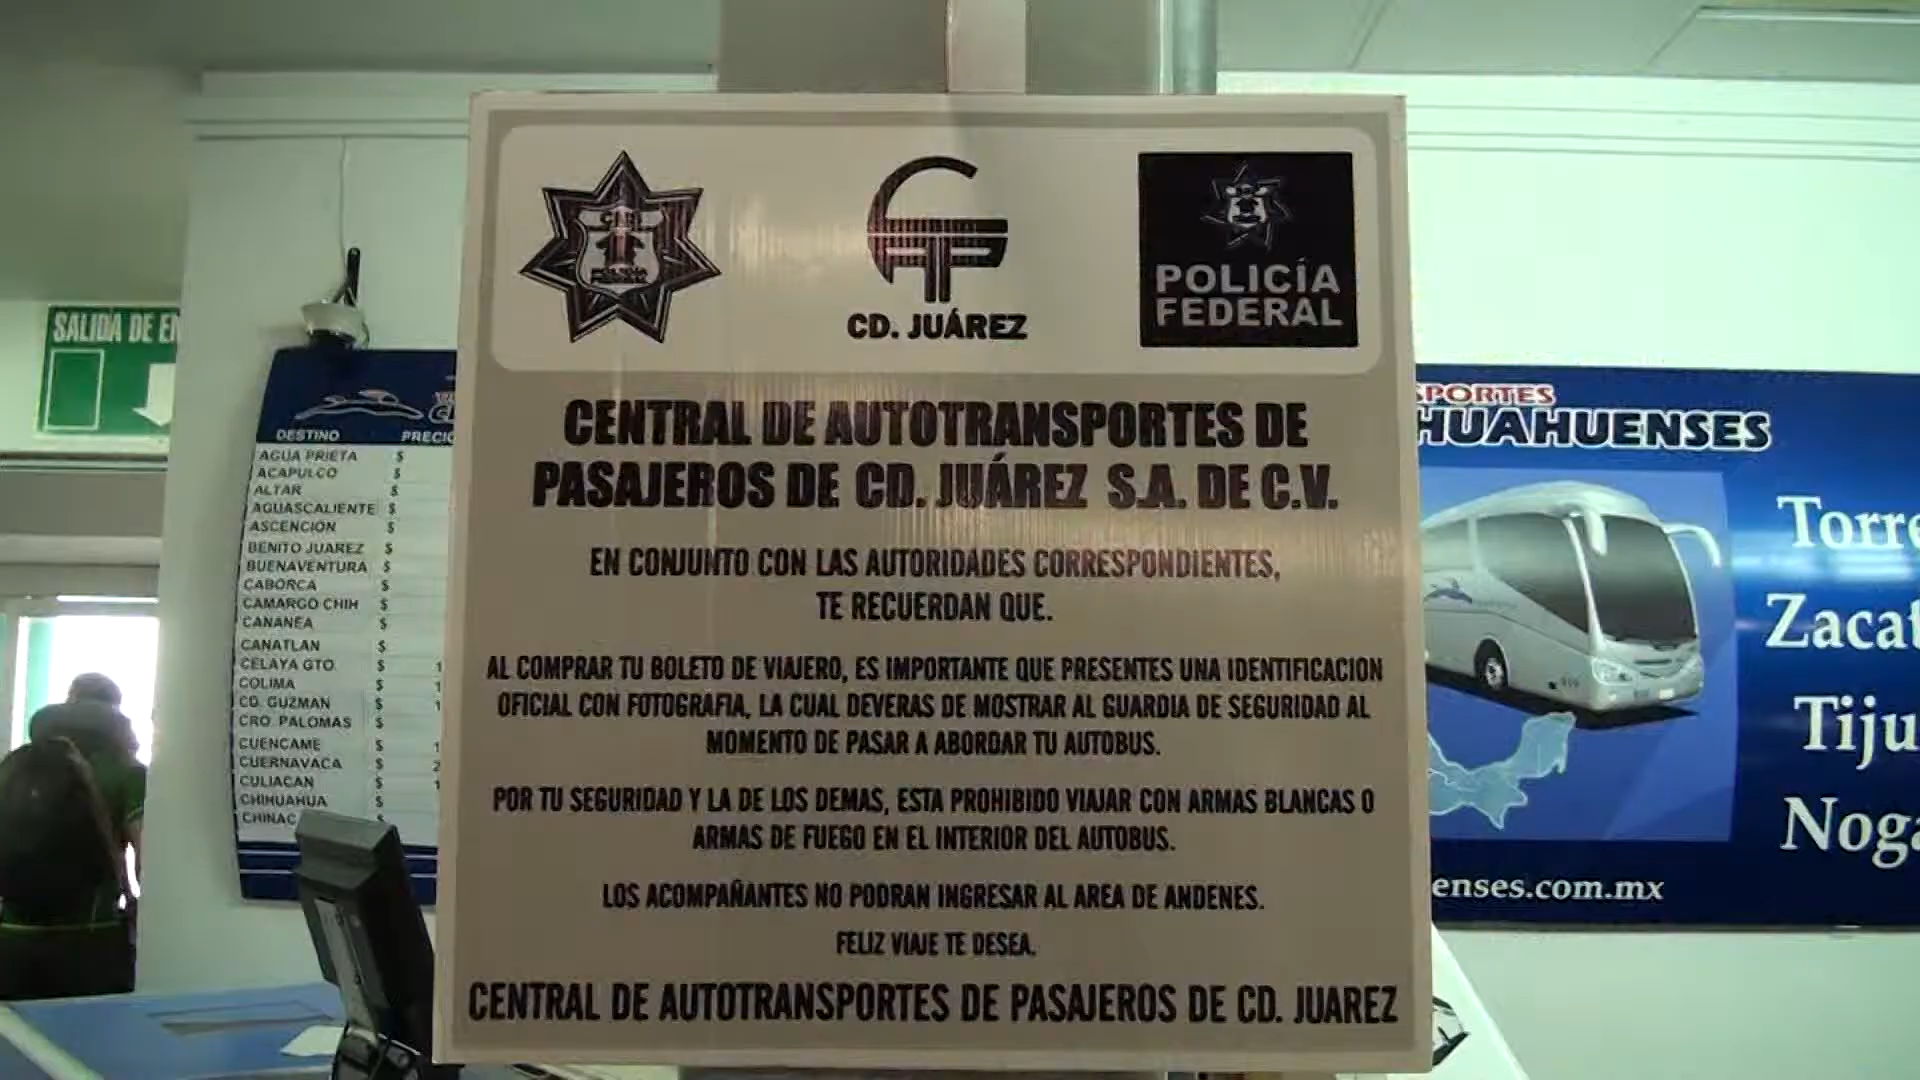 SALIDA DE
DESTINO
AGUA PRIETA $
ACAPULCO $
ALTAR $
AGUASCALIENTE $
ASCENCIÓN $
BENITO JUAREZ $
BUENAVENTURA $
CABORCA $
CAMARGO CHIH $
CANANEA $
CANATLAN $
CELAYA GTO. $
COLIMA $
CD. GUZMAN $
CRO. PALOMAS $
CUENCAME $
CUERNAVACA $
CULIACAN $
CHIHUAHUA $
CD. JUÁREZ
POLICÍA
FEDERAL
CENTRAL DE AUTOTRANSPORTES DE
PASAJEROS DE CD. JUÁREZ S.A. DE C.V.
EN CONJUNTO CON LAS AUTORIDADES CORRESPONDIENTES,
TE RECUERDAN QUE.
AL COMPRAR TU BOLETO DE VIAJERO, ES IMPORTANTE QUE PRESENTES UNA IDENTIFICACION
OFICIAL CON FOTOGRAFIA, LA CUAL DEVERAS DE MOSTRAR AL GUARDIA DE SEGURIDAD AL
MOMENTO DE PASAR A ABORDAR TU AUTOBUS.
POR TU SEGURIDAD Y LA DE LOS DEMAS, ESTA PROHIBIDO VIAJAR CON ARMAS BLANCAS O
ARMAS DE FUEGO EN EL INTERIOR DEL AUTOBUS.
LOS ACOMPAÑANTES NO PODRAN INGRESAR AL AREA DE ANDENES.
FELIZ VIAJE TE DESEA.
CENTRAL DE AUTOTRANSPORTES DE PASAJEROS DE CD. JUAREZ
SPORTES
HUAHUENSES
Torre
Zacat
Tiju
Noga
enses.com.mx